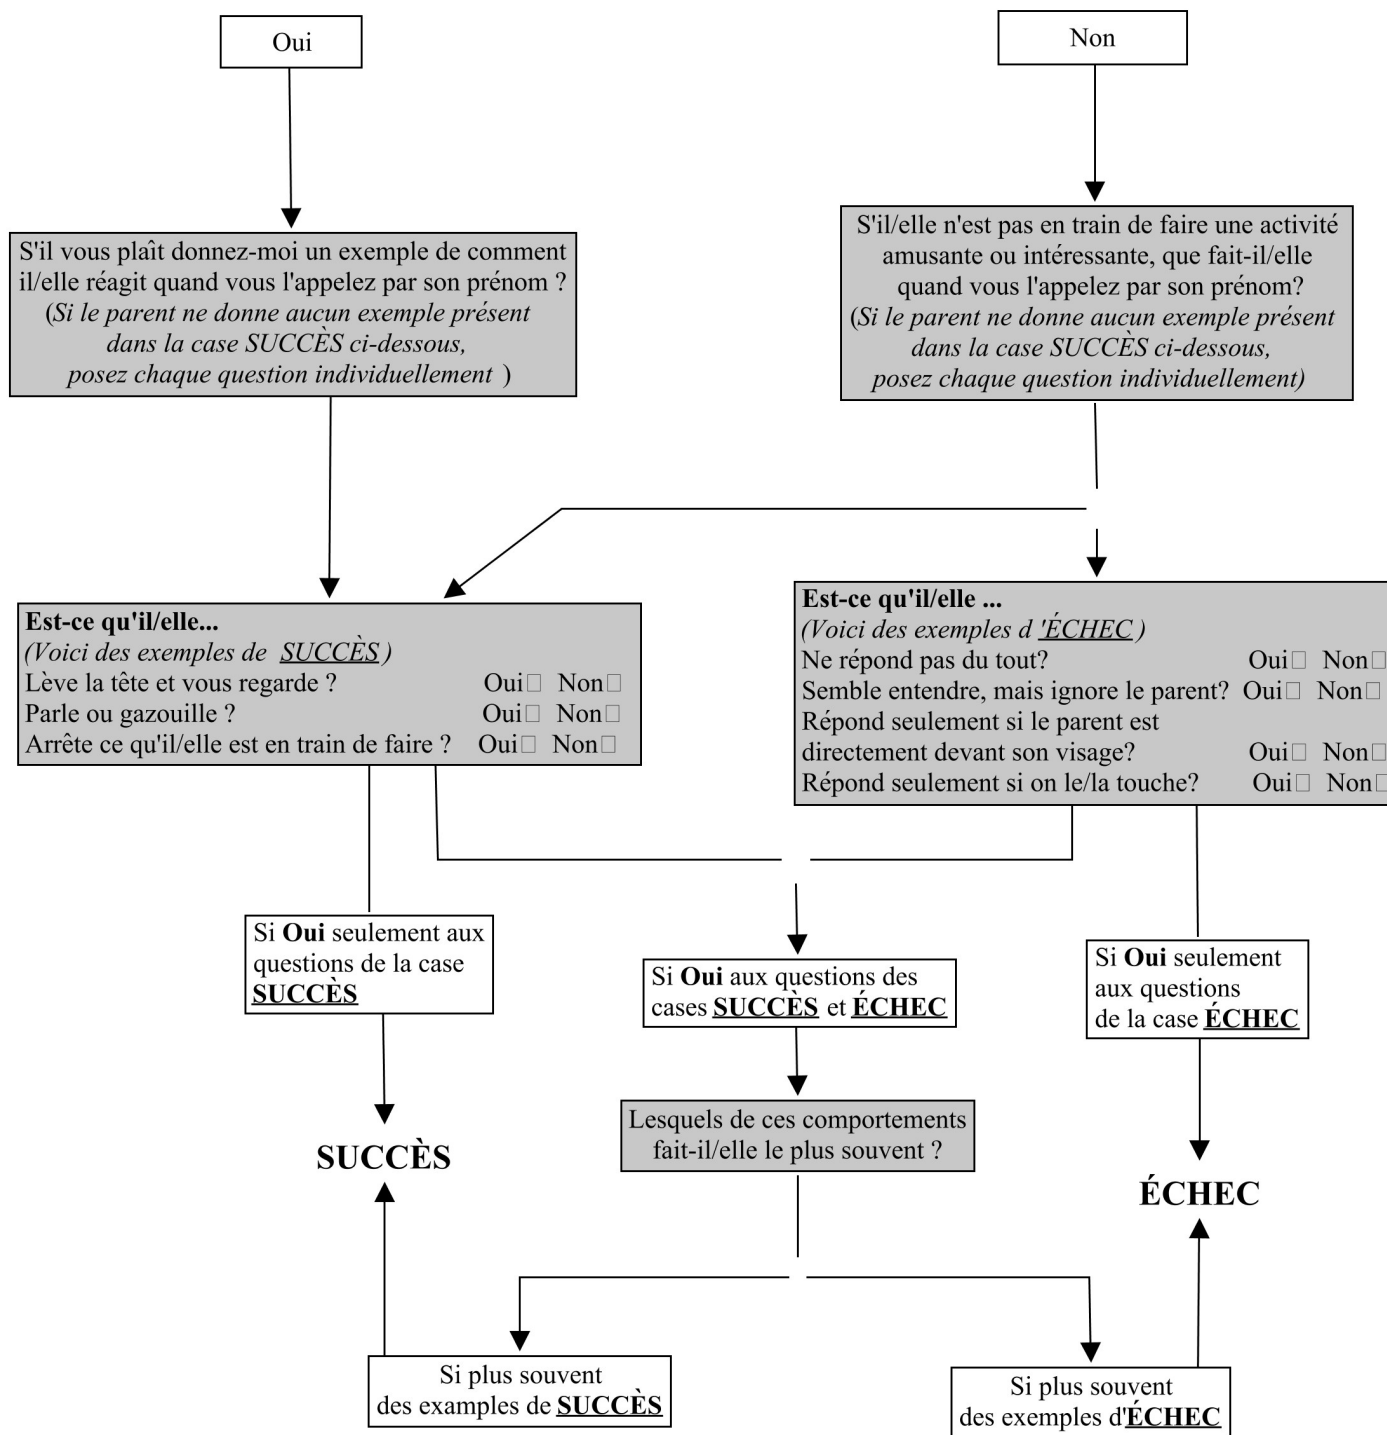 Oui
Non
S'il vous plaît donnez-moi un exemple de comment
il/elle réagit quand vous l'appelez par son prénom ?
(Si le parent ne donne aucun exemple présent
dans la case SUCCÈS ci-dessous,
posez chaque question individuellement )
S'il/elle n'est pas en train de faire une activité
amusante ou intéressante, que fait-il/elle
quand vous l'appelez par son prénom?
(Si le parent ne donne aucun exemple présent
dans la case SUCCÈS ci-dessous,
posez chaque question individuellement)
Est-ce qu'il/elle...
(Voici des exemples de SUCCÈS)
Lève la tête et vous regarde ? Oui□ Non□
Parle ou gazouille ? Oui□ Non□
Arrête ce qu'il/elle est en train de faire ? Oui□ Non□
Est-ce qu'il/elle ...
(Voici des exemples d 'ÉCHEC)
Ne répond pas du tout? Oui□ Non□
Semble entendre, mais ignore le parent? Oui□ Non□
Répond seulement si le parent est
directement devant son visage? Oui□ Non□
Répond seulement si on le/la touche? Oui□ Non□
Si Oui seulement aux
questions de la case
SUCCÈS
Si Oui aux questions des
cases SUCCÈS et ÉCHEC
Si Oui seulement
aux questions
de la case ÉCHEC
Lesquels de ces comportements
fait-il/elle le plus souvent ?
SUCCÈS
ÉCHEC
Si plus souvent
des examples de SUCCÈS
Si plus souvent
des exemples d'ÉCHEC